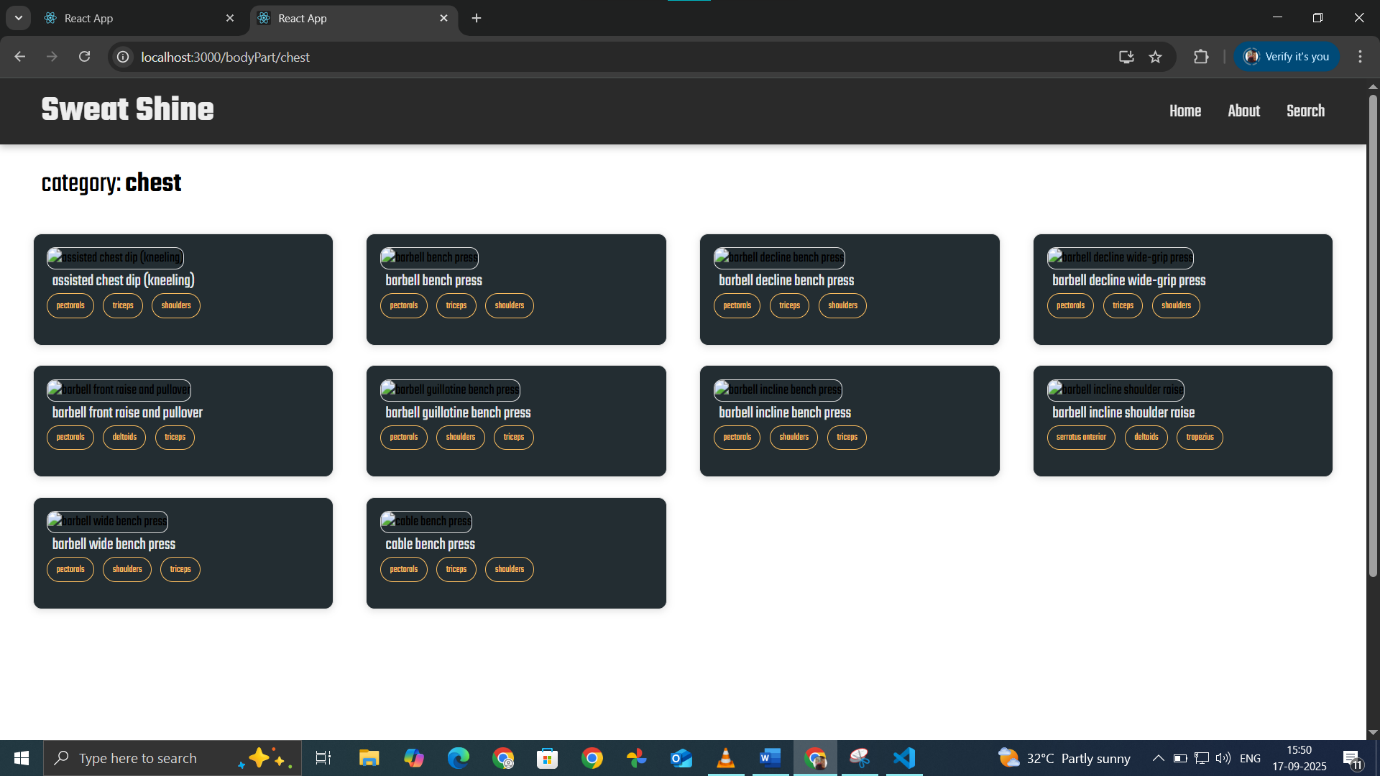 React App
React App
localhost:3000/bodyPart/chest
Verify it's you
Sweat Shine
Home About Search
category: chest
assisted chest dip (kneeling)
assisted chest dip (kneeling)
pectorals triceps shoulders
barbell bench press
barbell bench press
pectorals triceps shoulders
barbell decline bench press
barbell decline bench press
pectorals triceps shoulders
barbell decline wide-grip press
barbell decline wide-grip press
pectorals triceps shoulders
barbell front raise and pullover
barbell front raise and pullover
pectorals deltoids triceps
barbell guillotine bench press
barbell guillotine bench press
pectorals shoulders triceps
barbell incline bench press
barbell incline bench press
pectorals shoulders triceps
barbell incline shoulder raise
barbell incline shoulder raise
serratus anterior deltoids trapezius
barbell wide bench press
barbell wide bench press
pectorals shoulders triceps
cable bench press
cable bench press
pectorals triceps shoulders
Type here to search
32°C Partly sunny
ENG
15:50
17-09-2025
11